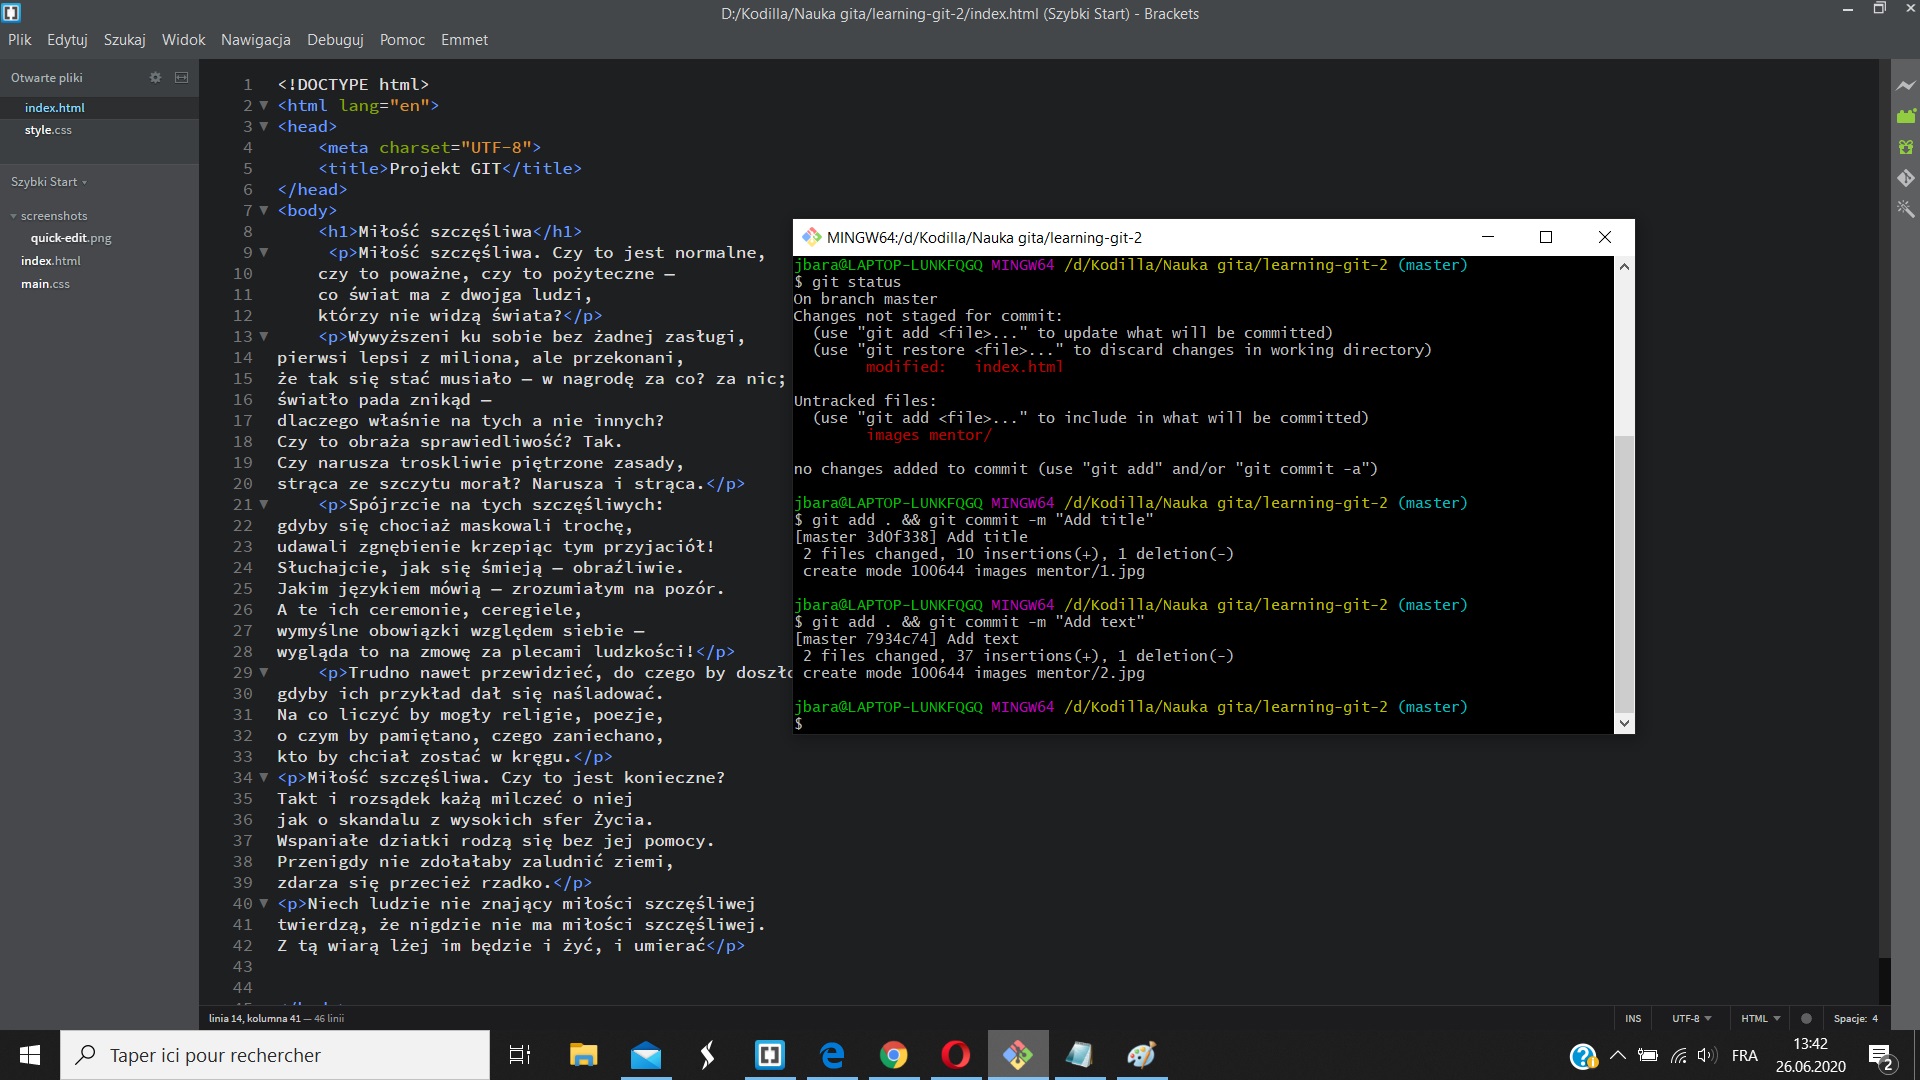 D:/Kodilla/Nauka gita/learning-git-2/index.html (Szybki Start) - Brackets
Plik Edytuj Szukaj Widok Nawigacja Debuguj Pomoc Emmet
Otwarte pliki
index.html
style.css
Szybki Start
screenshots
quick-edit.png
index.html
main.css
1 <!DOCTYPE html>
2 <html lang="en">
3 <head>
4 <meta charset="UTF-8">
5 <title>Projekt GIT</title>
6 </head>
7 <body>
8 <h1>Miłość szczęśliwa</h1>
9 <p>Miłość szczęśliwa. Czy to jest normalne,
10 czy to poważne, czy to pożyteczne —
11 co świat ma z dwojga ludzi,
12 którzy nie widzą świata?</p>
13 <p>Wywyższeni ku sobie bez żadnej zasługi,
14 pierwsi lepsi z miliona, ale przekonani,
15 że tak się stać musiało — w nagrodę za co? za nic;
16 światło pada znikąd —
17 dlaczego właśnie na tych a nie innych?
18 Czy to obraża sprawiedliwość? Tak.
19 Czy narusza troskliwie piętrzone zasady,
20 strąca ze szczytu morał? Narusza i strąca.</p>
21 <p>Spójrzcie na tych szczęśliwych:
22 gdyby się chociaż maskowali trochę,
23 udawali zgnębienie krzepiąc tym przyjaciół!
24 Słuchajcie, jak się śmieją — obraźliwie.
25 Jakim językiem mówią — zrozumiałym na pozór.
26 A te ich ceremonie, ceregiele,
27 wymyślne obowiązki względem siebie —
28 wygląda to na zmowę za plecami ludzkości!</p>
29 <p>Trudno nawet przewidzieć, do czego by doszło
30 gdyby ich przykład dał się naśladować.
31 Na co liczyć by mogły religie, poezje,
32 o czym by pamiętano, czego zaniechano,
33 kto by chciał zostać w kręgu.</p>
34 <p>Miłość szczęśliwa. Czy to jest konieczne?
35 Takt i rozsądek każą milczeć o niej
36 jak o skandalu z wysokich sfer Życia.
37 Wspaniałe dziatki rodzą się bez jej pomocy.
38 Przenigdy nie zdołałaby zaludnić ziemi,
39 zdarza się przecież rzadko.</p>
40 <p>Niech ludzie nie znający miłości szczęśliwej
41 twierdzą, że nigdzie nie ma miłości szczęśliwej.
42 Z tą wiarą lżej im będzie i żyć, i umierać</p>
43
44
MINGW64:/d/Kodilla/Nauka gita/learning-git-2
jbara@LAPTOP-LUNKFQGQ MINGW64 /d/Kodilla/Nauka gita/learning-git-2 (master)
$ git status
On branch master
Changes not staged for commit:
(use "git add <file>..." to update what will be committed)
(use "git restore <file>..." to discard changes in working directory)
modified: index.html
Untracked files:
(use "git add <file>..." to include in what will be committed)
images mentor/
no changes added to commit (use "git add" and/or "git commit -a")
jbara@LAPTOP-LUNKFQGQ MINGW64 /d/Kodilla/Nauka gita/learning-git-2 (master)
$ git add . && git commit -m "Add title"
[master 3d0f338] Add title
2 files changed, 10 insertions(+), 1 deletion(-)
create mode 100644 images mentor/1.jpg
jbara@LAPTOP-LUNKFQGQ MINGW64 /d/Kodilla/Nauka gita/learning-git-2 (master)
$ git add . && git commit -m "Add text"
[master 7934c74] Add text
2 files changed, 37 insertions(+), 1 deletion(-)
create mode 100644 images mentor/2.jpg
jbara@LAPTOP-LUNKFQGQ MINGW64 /d/Kodilla/Nauka gita/learning-git-2 (master)
$
linia 14, kolumna 41 — 46 linii
INS UTF-8 HTML Spacje: 4
Taper ici pour rechercher
FRA
13:42
26.06.2020
2